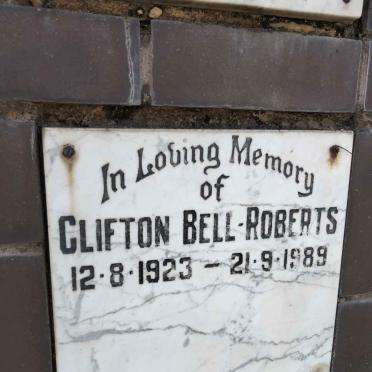 In Loving Memory
of
CLIFTON BELL-ROBERTS
12·8·1923 – 21·9·1989